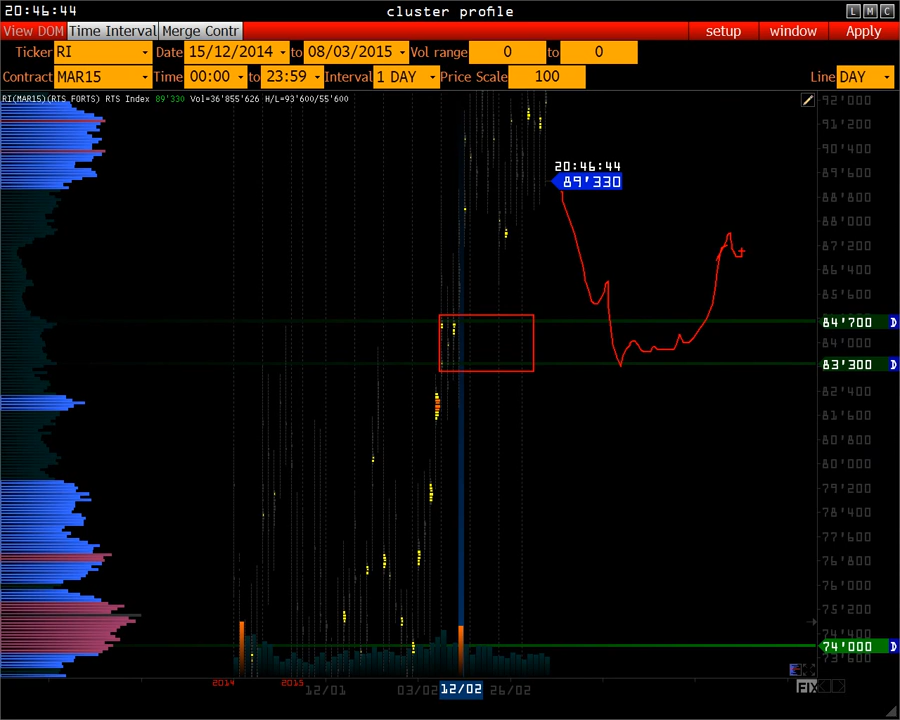 20:46:44 cluster profile L M C
View DOM Time Interval Merge Contr setup window Apply
Ticker RI Date 15/12/2014 to 08/03/2015 Vol range 0 to 0
Contract MAR15 Time 00:00 to 23:59 Interval 1 DAY Price Scale 100 Line DAY
RI(MAR15)(RTS FORTS) RTS Index 89'330 Vol=36'855'626 H/L=93'600/55'600
92'000
91'200
90'400
20:46:44
89'600
89'330
88'800
88'000
87'200
86'400
85'600
84'700 D
84'000
83'300 D
82'400
81'600
80'800
80'000
79'200
78'400
77'600
76'800
76'000
75'200
74'400
74'000 D
73'600
2014 2015 12/01 03/02 12/02 26/02
FIX